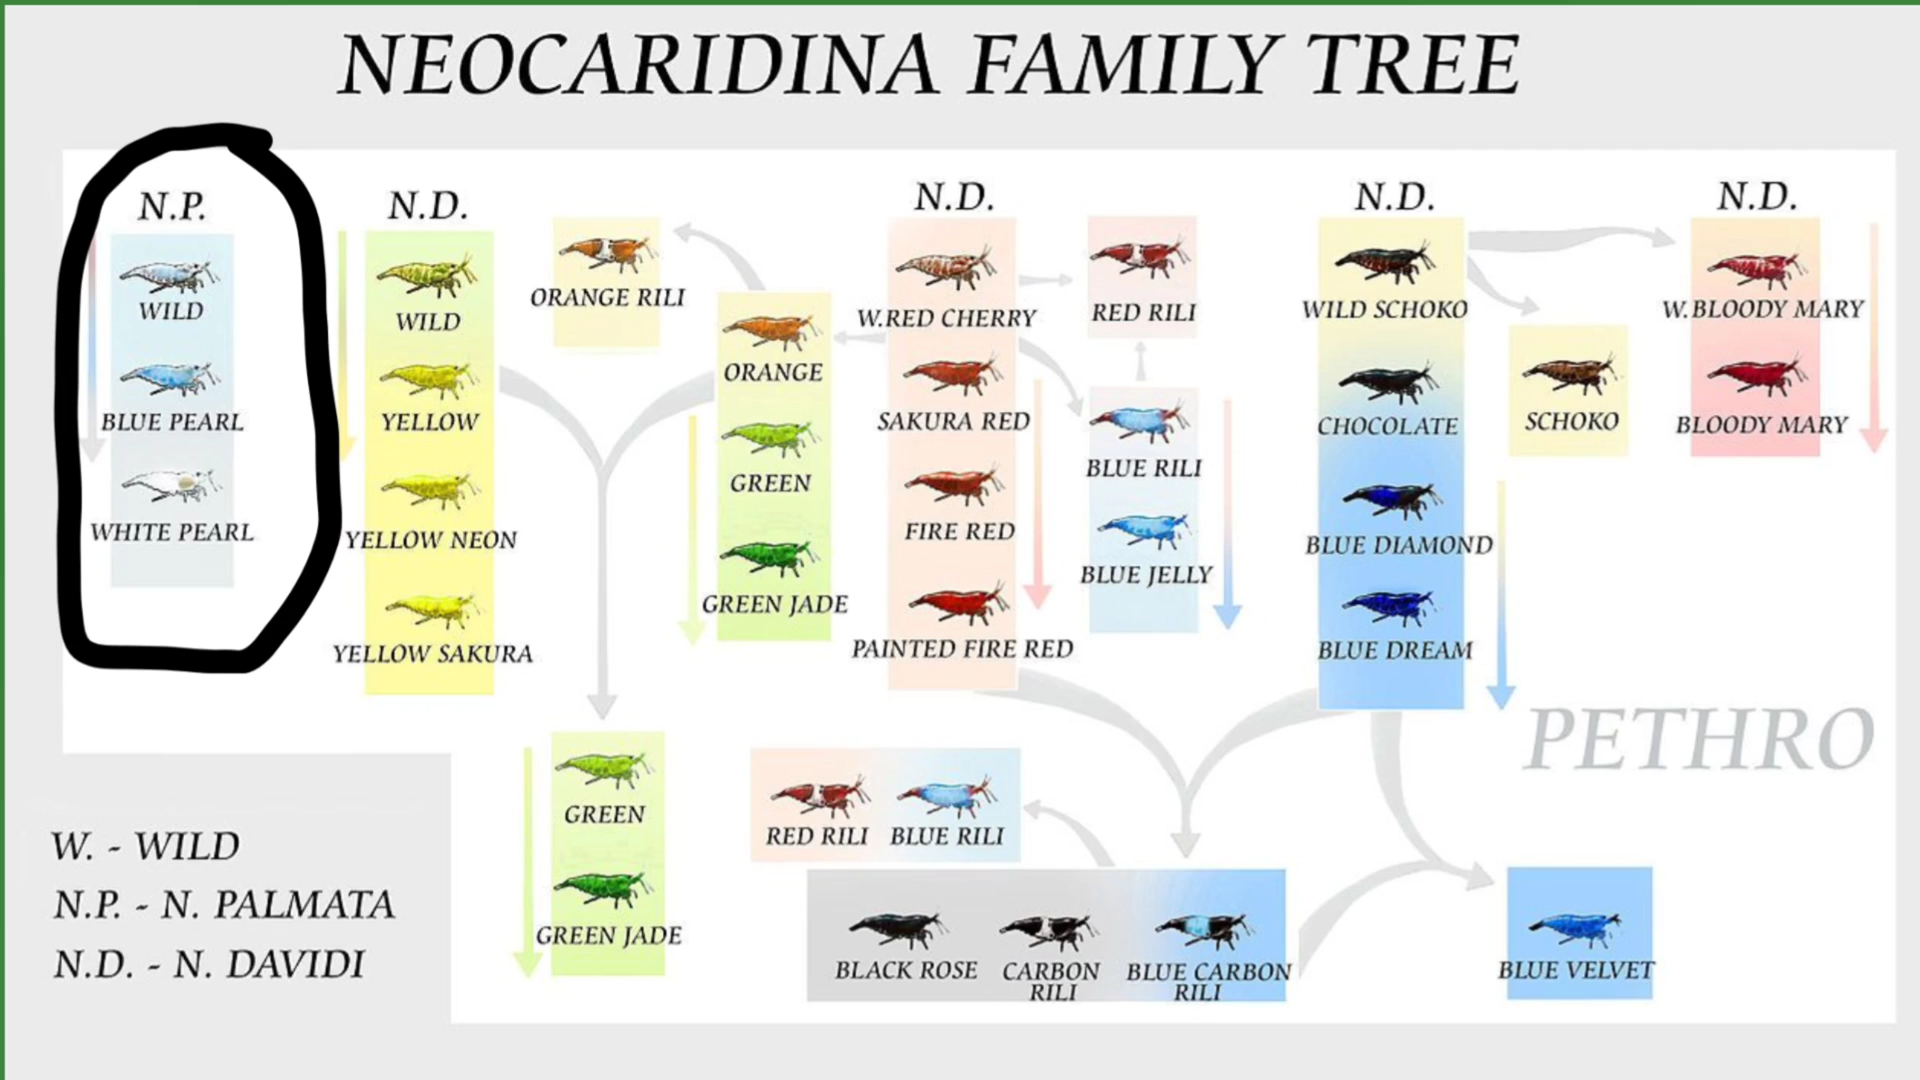 NEOCARIDINA FAMILY TREE
N.P.
WILD
BLUE PEARL
WHITE PEARL
N.D.
WILD
YELLOW
YELLOW NEON
YELLOW SAKURA
ORANGE RILI
ORANGE
GREEN
GREEN JADE
N.D.
W.RED CHERRY
SAKURA RED
FIRE RED
PAINTED FIRE RED
RED RILI
BLUE RILI
BLUE JELLY
N.D.
WILD SCHOKO
CHOCOLATE
BLUE DIAMOND
BLUE DREAM
SCHOKO
N.D.
W.BLOODY MARY
BLOODY MARY
PETHRO
GREEN
GREEN JADE
RED RILI
BLUE RILI
BLACK ROSE
CARBON
RILI
BLUE CARBON
RILI
BLUE VELVET
W. - WILD
N.P. - N. PALMATA
N.D. - N. DAVIDI